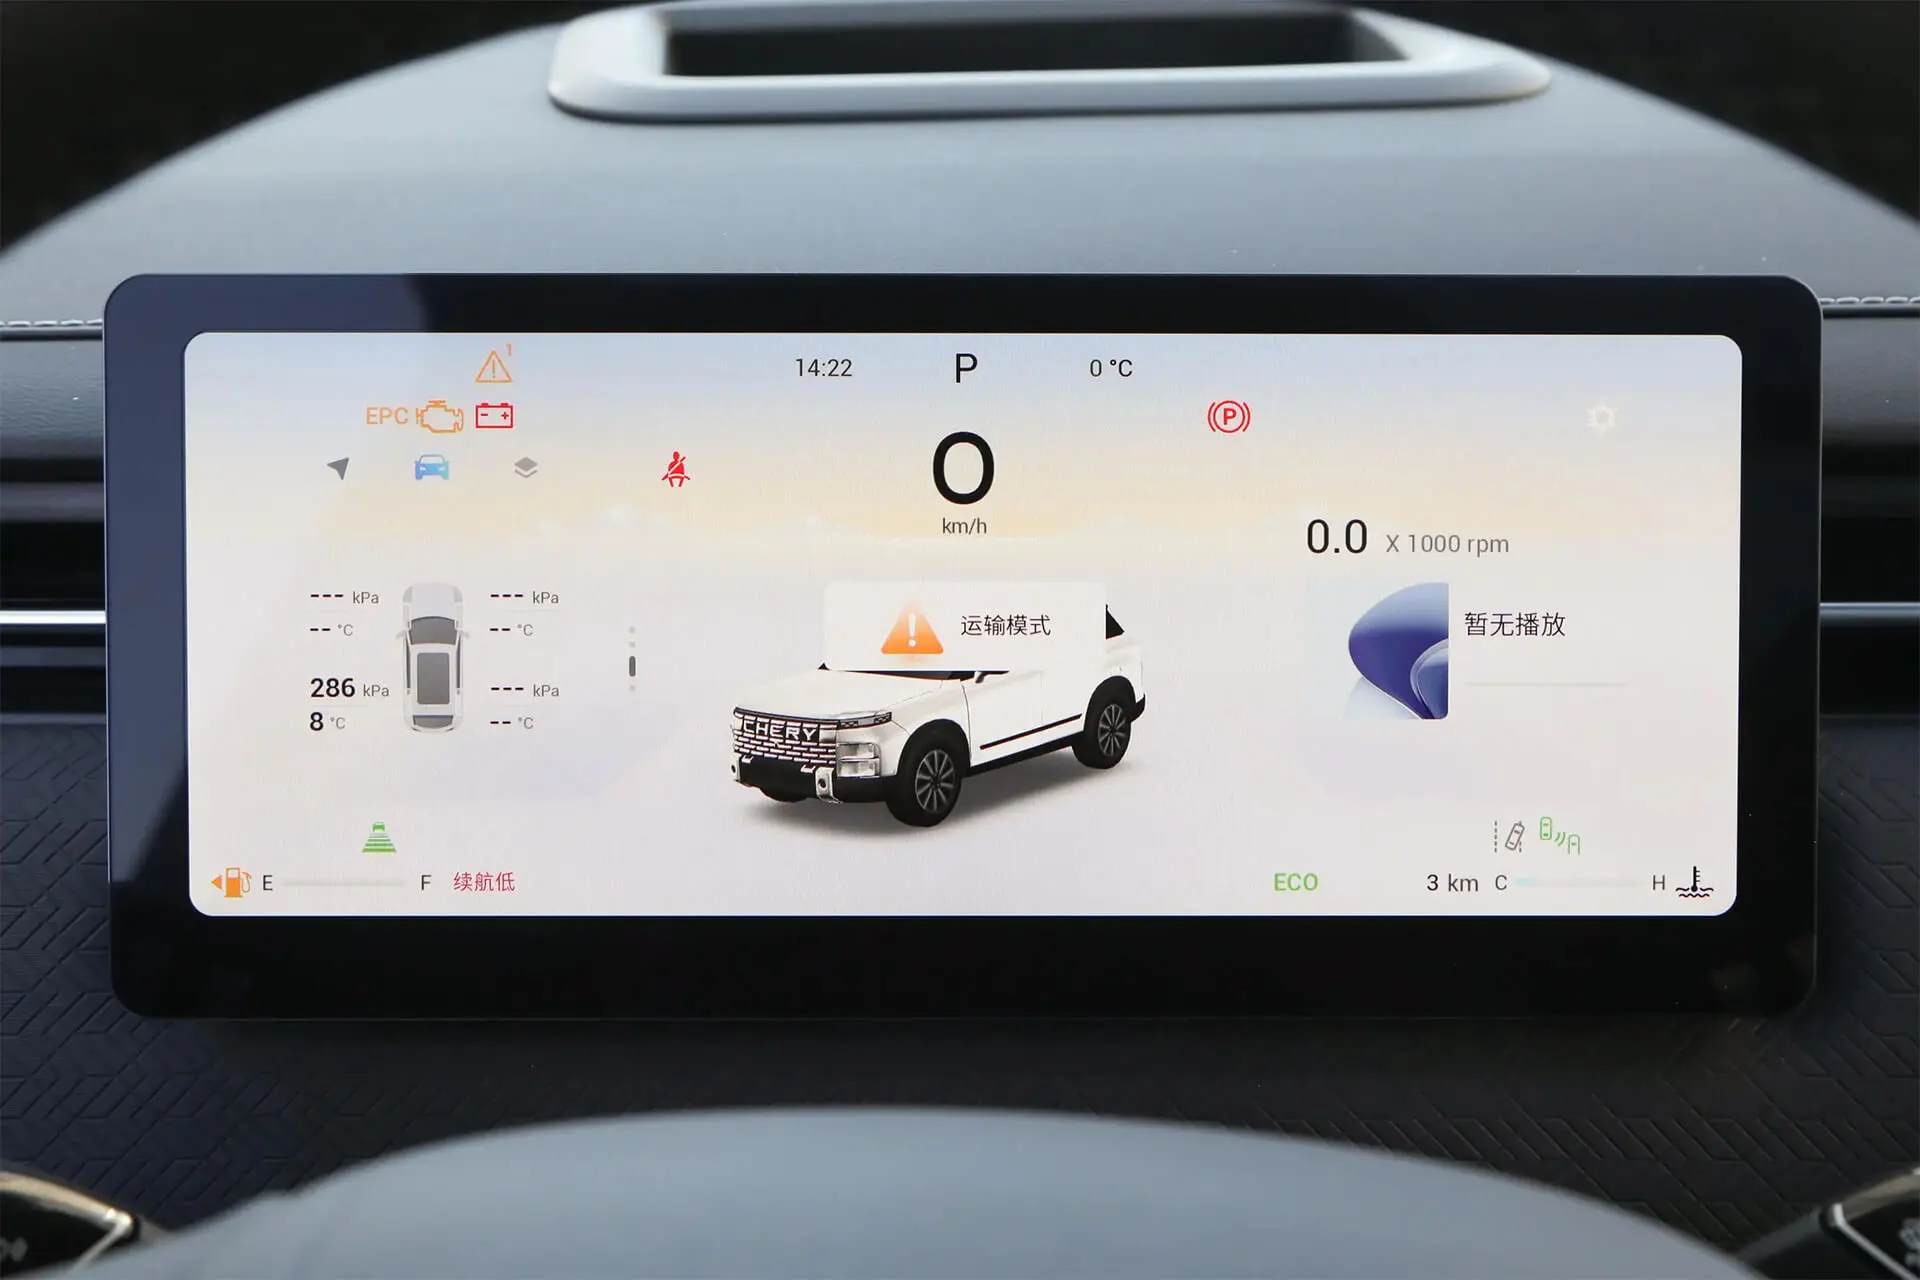 1
14:22 P 0 °C
EPC
P
0
km/h
0.0 X 1000 rpm
--- kPa --- kPa
-- °C -- °C
运输模式
暂无播放
286 kPa --- kPa
8 °C -- °C
CHERY
E F 续航低 ECO 3 km C H